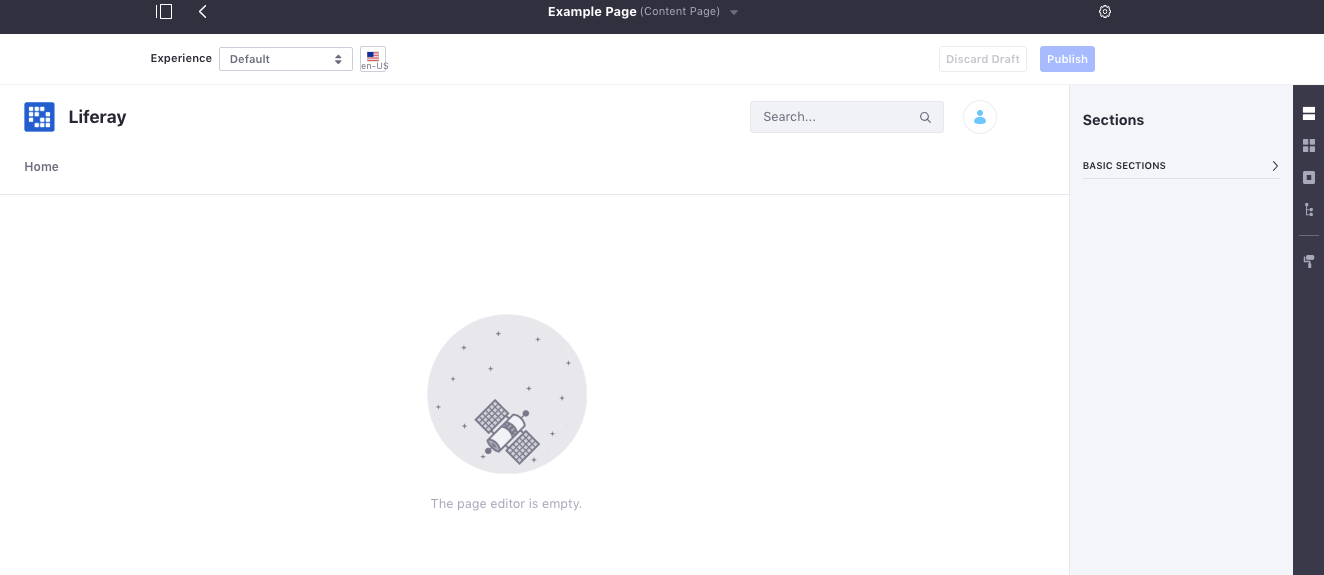 Example Page (Content Page)
Experience Default en-US Discard Draft Publish
Liferay Search... Sections
Home BASIC SECTIONS
The page editor is empty.